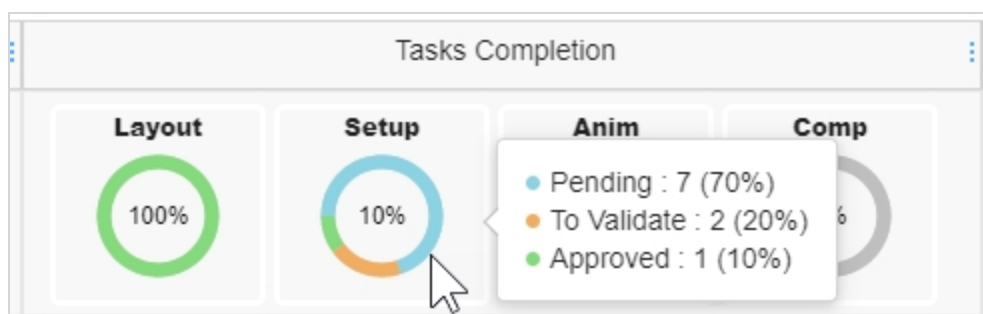 Tasks Completion
Layout
Setup
Anim
Comp
100%
10%
%
Pending : 7 (70%)
To Validate : 2 (20%)
Approved : 1 (10%)